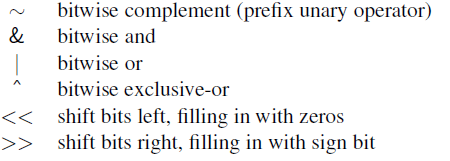 ~ bitwise complement (prefix unary operator)
& bitwise and
| bitwise or
^ bitwise exclusive-or
<< shift bits left, filling in with zeros
>> shift bits right, filling in with sign bit